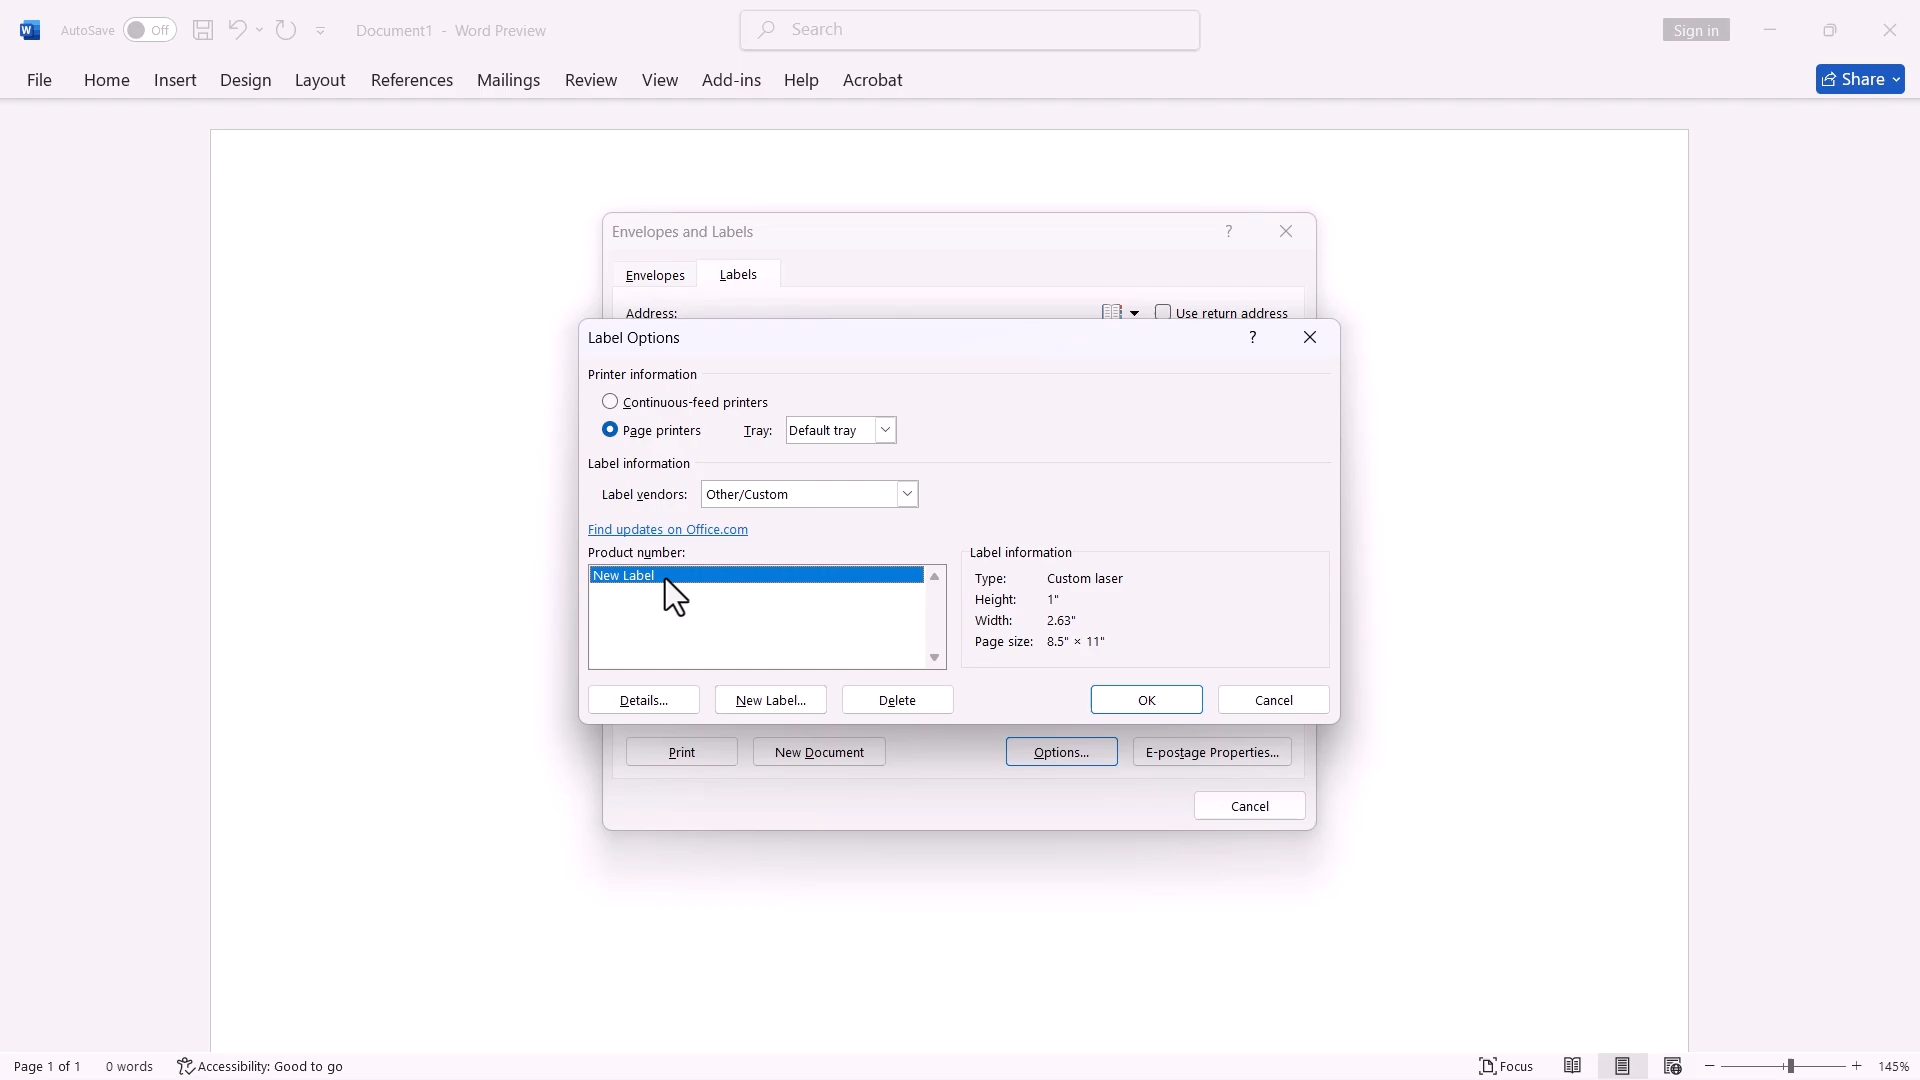 W AutoSave Off Document1 - Word Preview Search Sign in
File Home Insert Design Layout References Mailings Review View Add-ins Help Acrobat Share
Envelopes and Labels ?
Envelopes Labels
Address: Use return address
Label Options ?
Printer information
Continuous-feed printers
Page printers Tray: Default tray
Label information
Label vendors: Other/Custom
Find updates on Office.com
Product number: Label information
New Label
Type: Custom laser
Height: 1"
Width: 2.63"
Page size: 8.5" × 11"
Details... New Label... Delete OK Cancel
Print New Document Options... E-postage Properties...
Cancel
Page 1 of 1 0 words Accessibility: Good to go Focus 145%